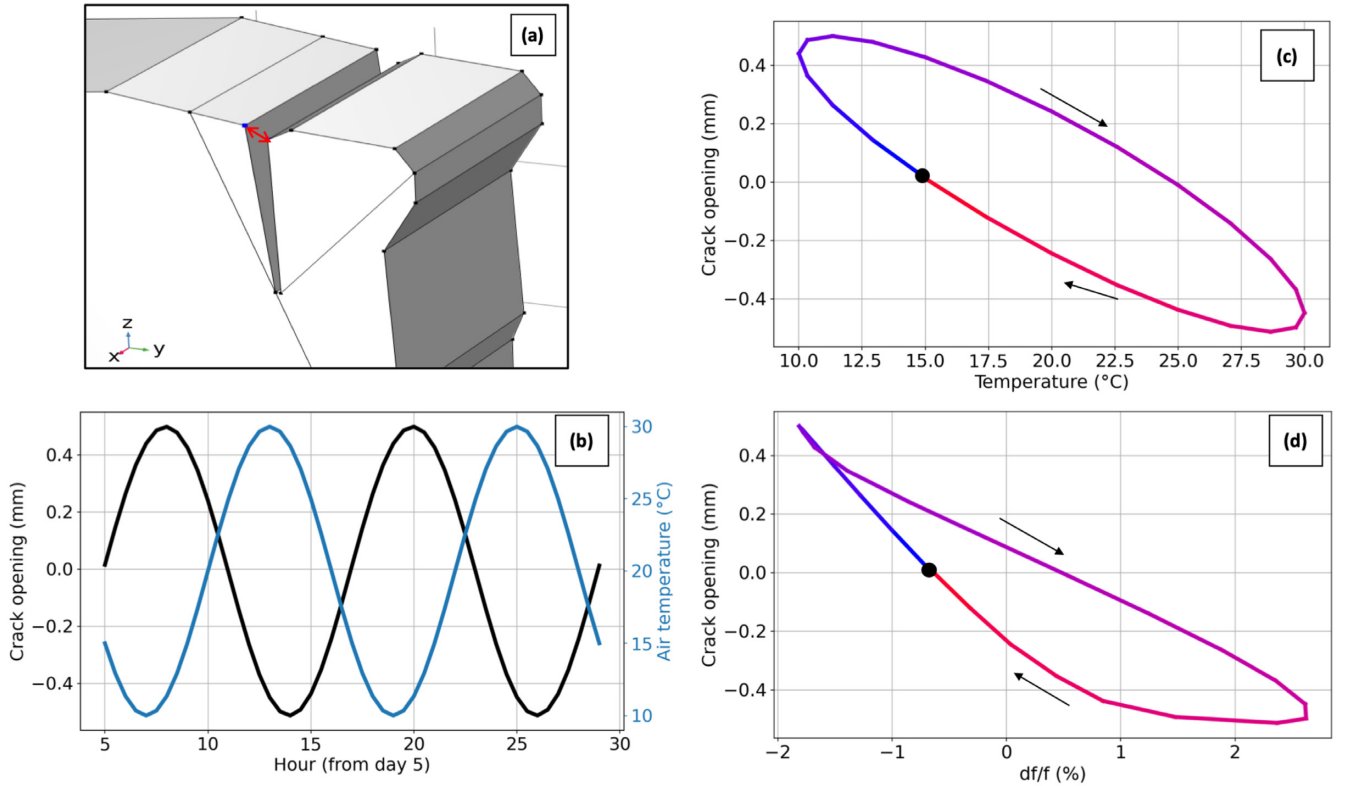 (a)
z
x
y
Crack opening (mm)
0.4
0.2
0.0
−0.2
−0.4
(c)
10.0 12.5 15.0 17.5 20.0 22.5 25.0 27.5 30.0
Temperature (°C)
Crack opening (mm)
0.4
0.2
0.0
−0.2
−0.4
(b)
30
25
20
15
10
Air temperature (°C)
5 10 15 20 25 30
Hour (from day 5)
Crack opening (mm)
0.4
0.2
0.0
−0.2
−0.4
(d)
−2 −1 0 1 2
df/f (%)